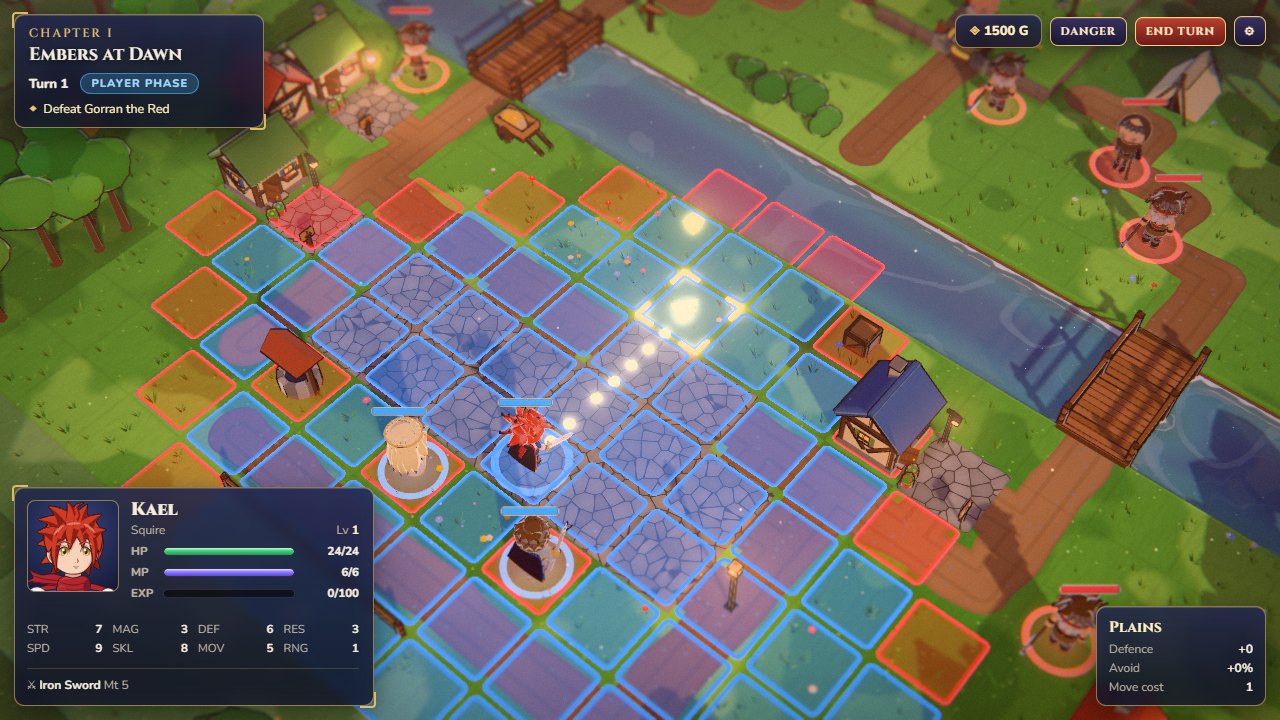 CHAPTER I
EMBERS AT DAWN
Turn 1 PLAYER PHASE
Defeat Gorran the Red
1500 G DANGER END TURN
KAEL
Squire Lv 1
HP 24/24
MP 6/6
EXP 0/100
STR 7 MAG 3 DEF 6 RES 3
SPD 9 SKL 8 MOV 5 RNG 1
Iron Sword Mt 5
PLAINS
Defence +0
Avoid +0%
Move cost 1